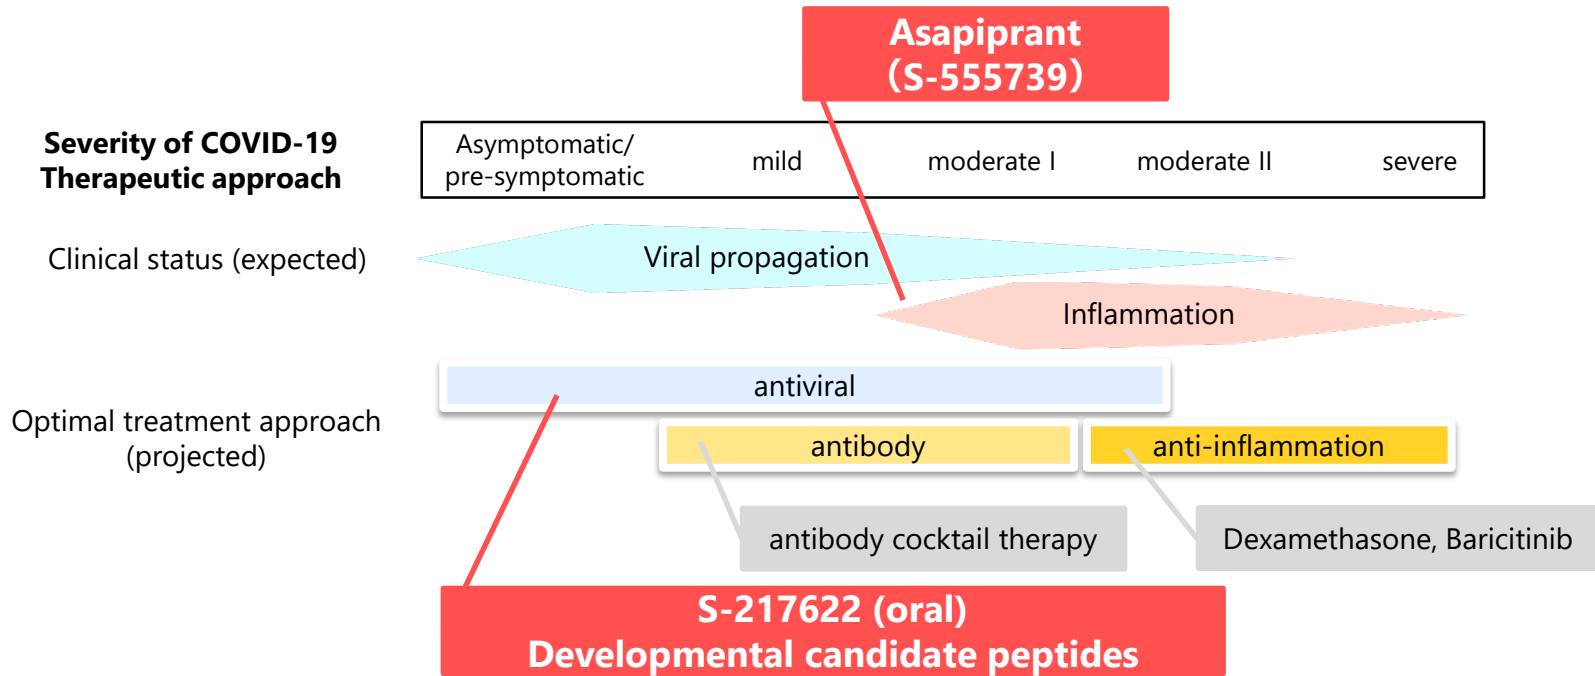 Asapiprant
（S-555739）
Severity of COVID-19
Therapeutic approach
Asymptomatic/
pre-symptomatic
mild
moderate I
moderate II
severe
Clinical status (expected)
Viral propagation
Inflammation
Optimal treatment approach
(projected)
antiviral
antibody
anti-inflammation
antibody cocktail therapy
Dexamethasone, Baricitinib
S-217622 (oral)
Developmental candidate peptides